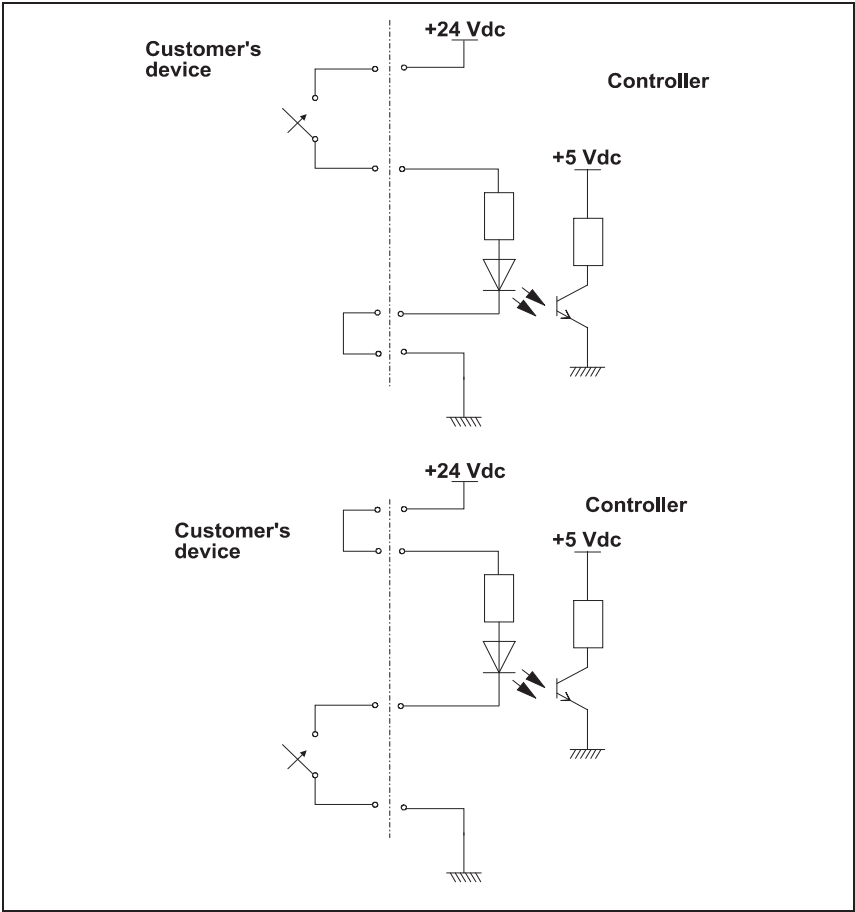 +24 Vdc
Customer's
device
Controller
+5 Vdc
+24 Vdc
Controller
Customer's
device
+5 Vdc